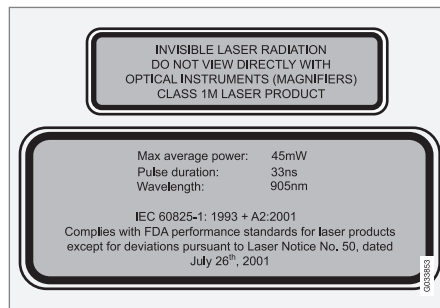 INVISIBLE LASER RADIATION
DO NOT VIEW DIRECTLY WITH
OPTICAL INSTRUMENTS (MAGNIFIERS)
CLASS 1M LASER PRODUCT
Max average power: 45mW
Pulse duration: 33ns
Wavelength: 905nm
IEC 60825-1: 1993 + A2:2001
Complies with FDA performance standards for laser products
except for deviations pursuant to Laser Notice No. 50, dated
July 26th, 2001
G033853